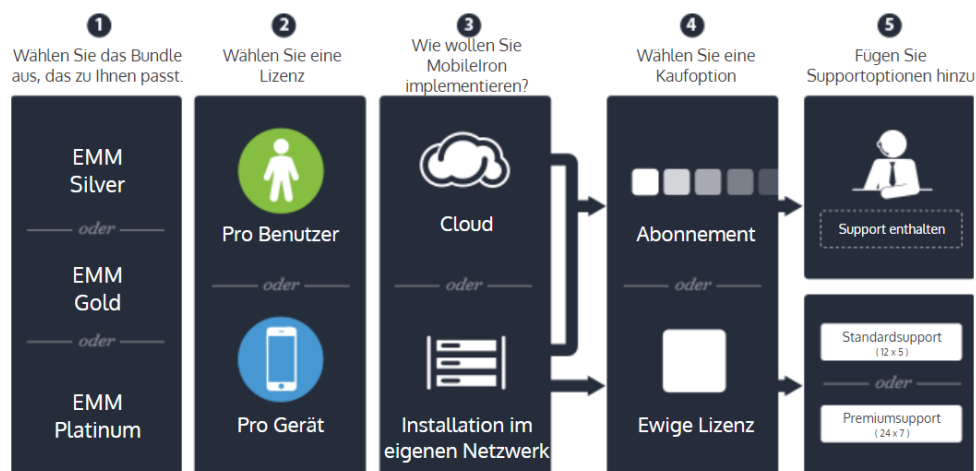 1
Wählen Sie das Bundle
aus, das zu Ihnen passt.
EMM
Silver
oder
EMM
Gold
oder
EMM
Platinum
2
Wählen Sie eine
Lizenz
Pro Benutzer
oder
Pro Gerät
3
Wie wollen Sie
MobileIron
implementieren?
Cloud
oder
Installation im
eigenen Netzwerk
4
Wählen Sie eine
Kaufoption
Abonnement
oder
Ewige Lizenz
5
Fügen Sie
Supportoptionen hinzu
Support enthalten
Standardsupport
( 12 x 5 )
oder
Premiumsupport
( 24 x 7 )